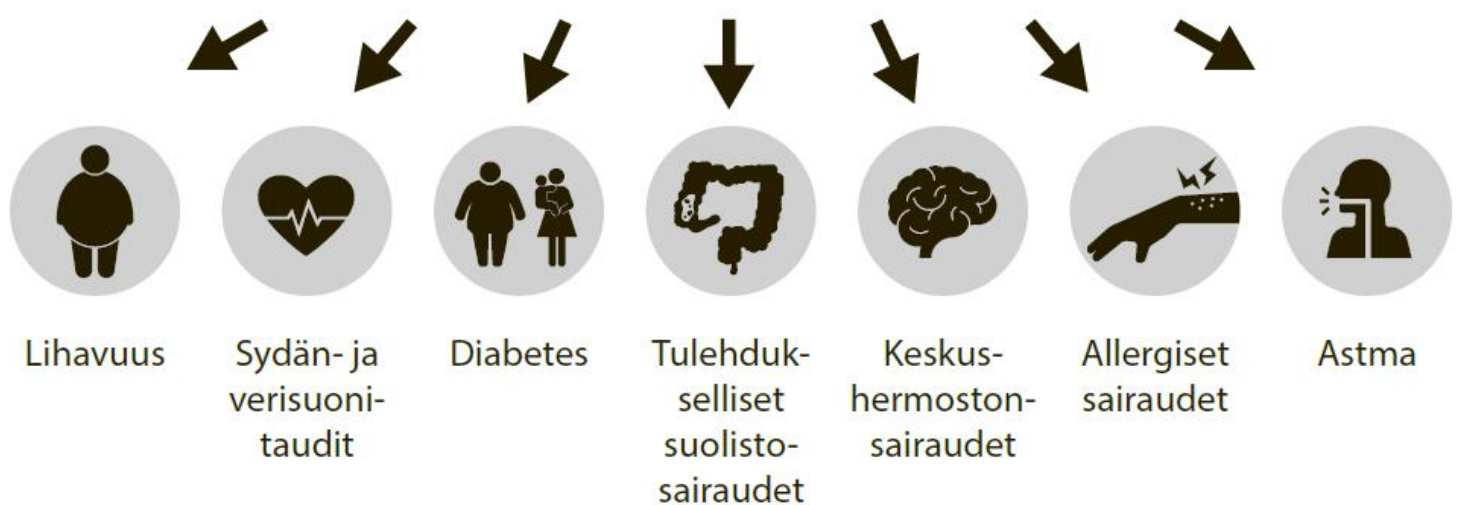 Lihavuus
Sydän- ja
verisuoni-
taudit
Diabetes
Tulehduk-
selliset
suolisto-
sairaudet
Keskus-
hermoston-
sairaudet
Allergiset
sairaudet
Astma